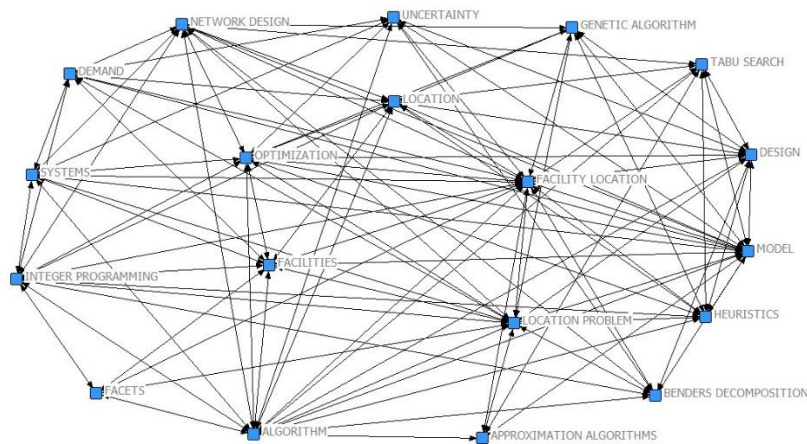 NETWORK DESIGN
UNCERTAINTY
GENETIC ALGORITHM
TABU SEARCH
DEMAND
LOCATION
OPTIMIZATION
DESIGN
SYSTEMS
FACILITY LOCATION
MODEL
INTEGER PROGRAMMING
FACILITIES
LOCATION PROBLEM
HEURISTICS
FACETS
BENDERS DECOMPOSITION
ALGORITHM
APPROXIMATION ALGORITHMS